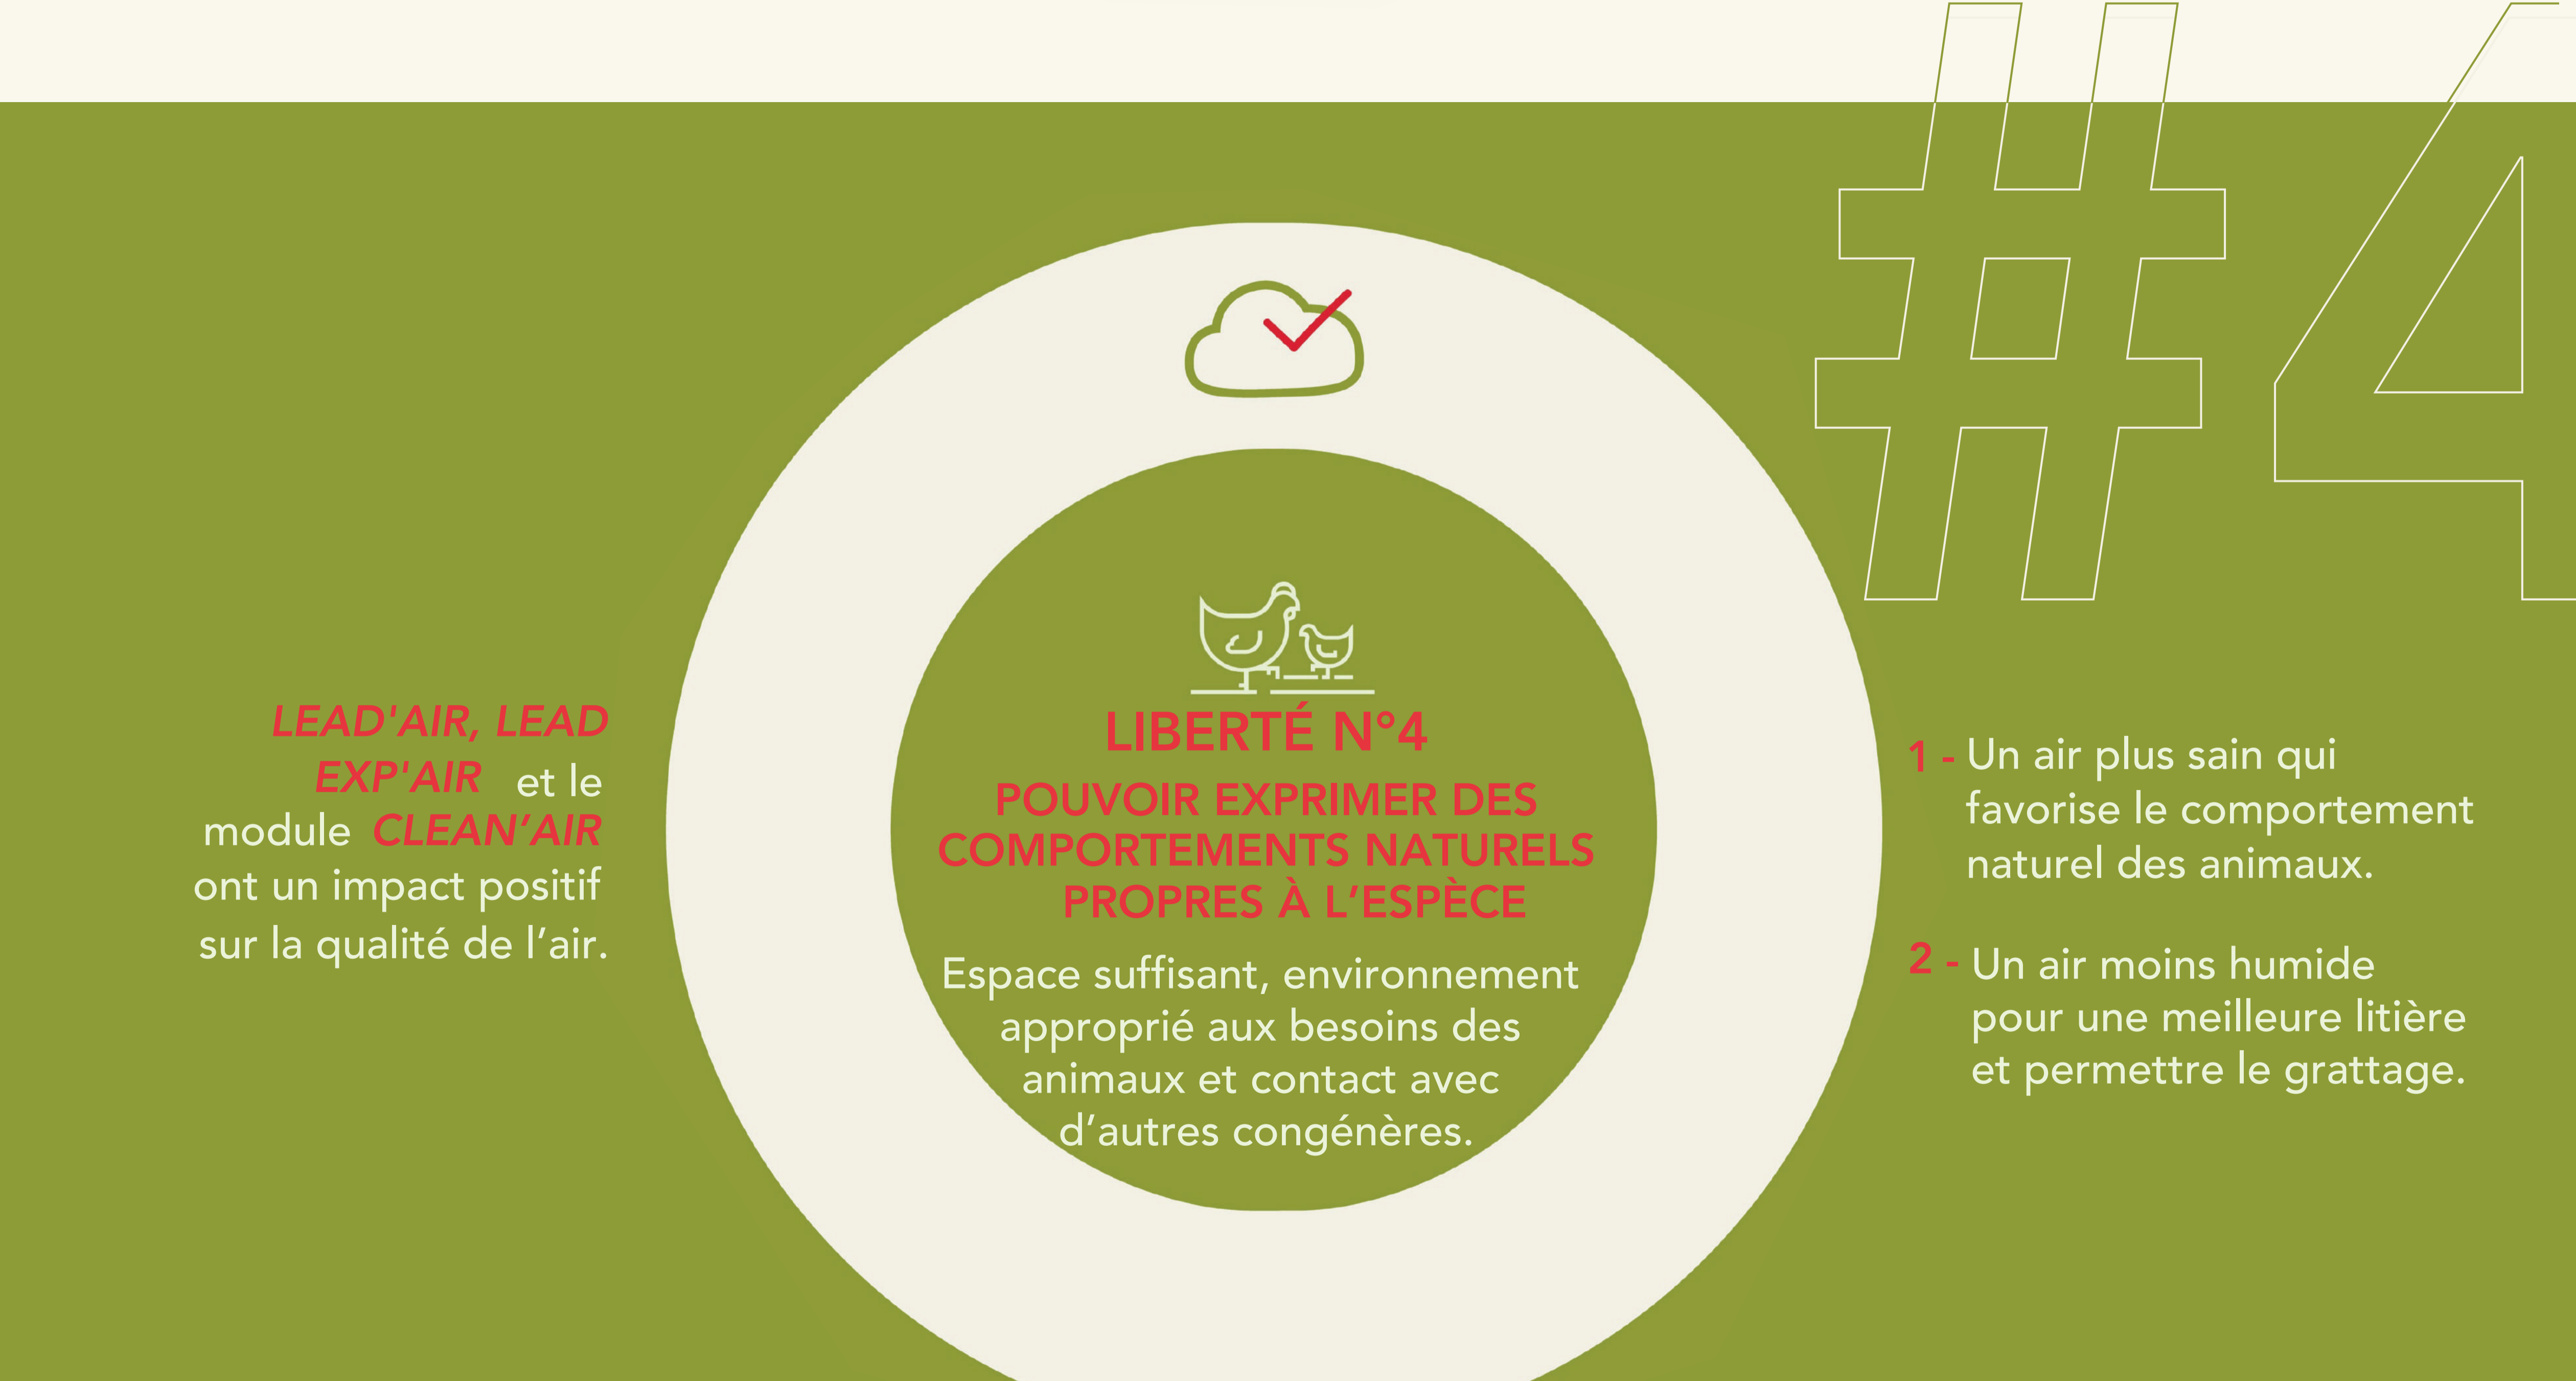 #4
LEAD'AIR, LEAD
EXP'AIR et le
module CLEAN’AIR
ont un impact positif
sur la qualité de l’air.
LIBERTÉ N°4
POUVOIR EXPRIMER DES
COMPORTEMENTS NATURELS
PROPRES À L’ESPÈCE
Espace suffisant, environnement
approprié aux besoins des
animaux et contact avec
d’autres congénères.
1 - Un air plus sain qui
favorise le comportement
naturel des animaux.
2 - Un air moins humide
pour une meilleure litière
et permettre le grattage.